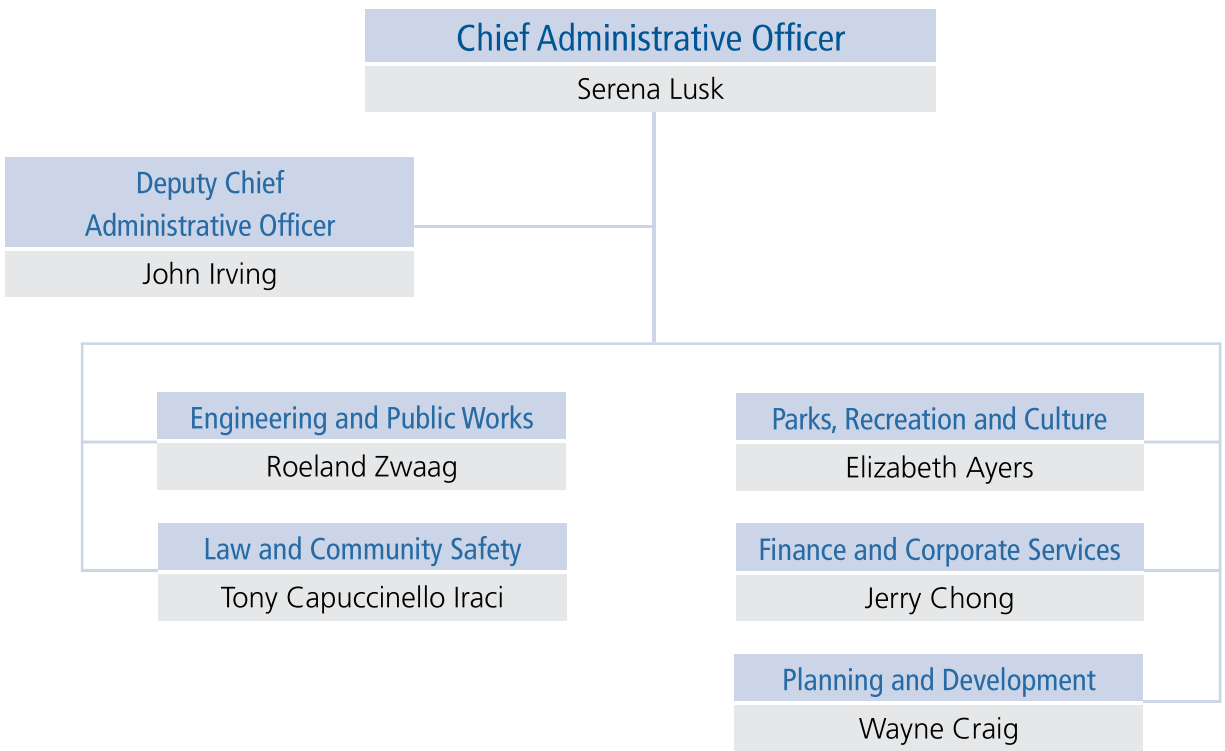 Chief Administrative Officer
Serena Lusk
Deputy Chief
Administrative Officer
John Irving
Engineering and Public Works
Roeland Zwaag
Parks, Recreation and Culture
Elizabeth Ayers
Law and Community Safety
Tony Capuccinello Iraci
Finance and Corporate Services
Jerry Chong
Planning and Development
Wayne Craig